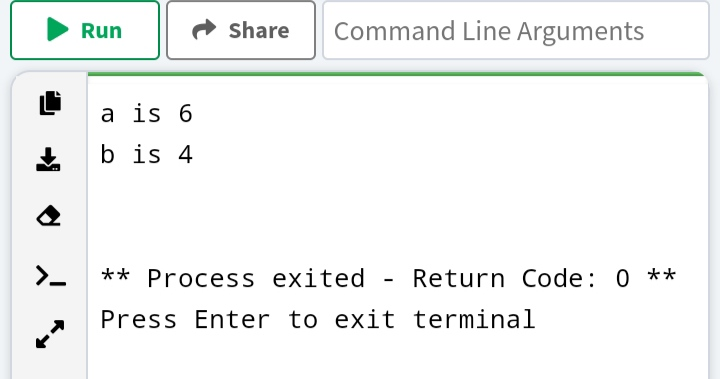 Run Share Command Line Arguments
a is 6
b is 4
** Process exited - Return Code: 0 **
Press Enter to exit terminal